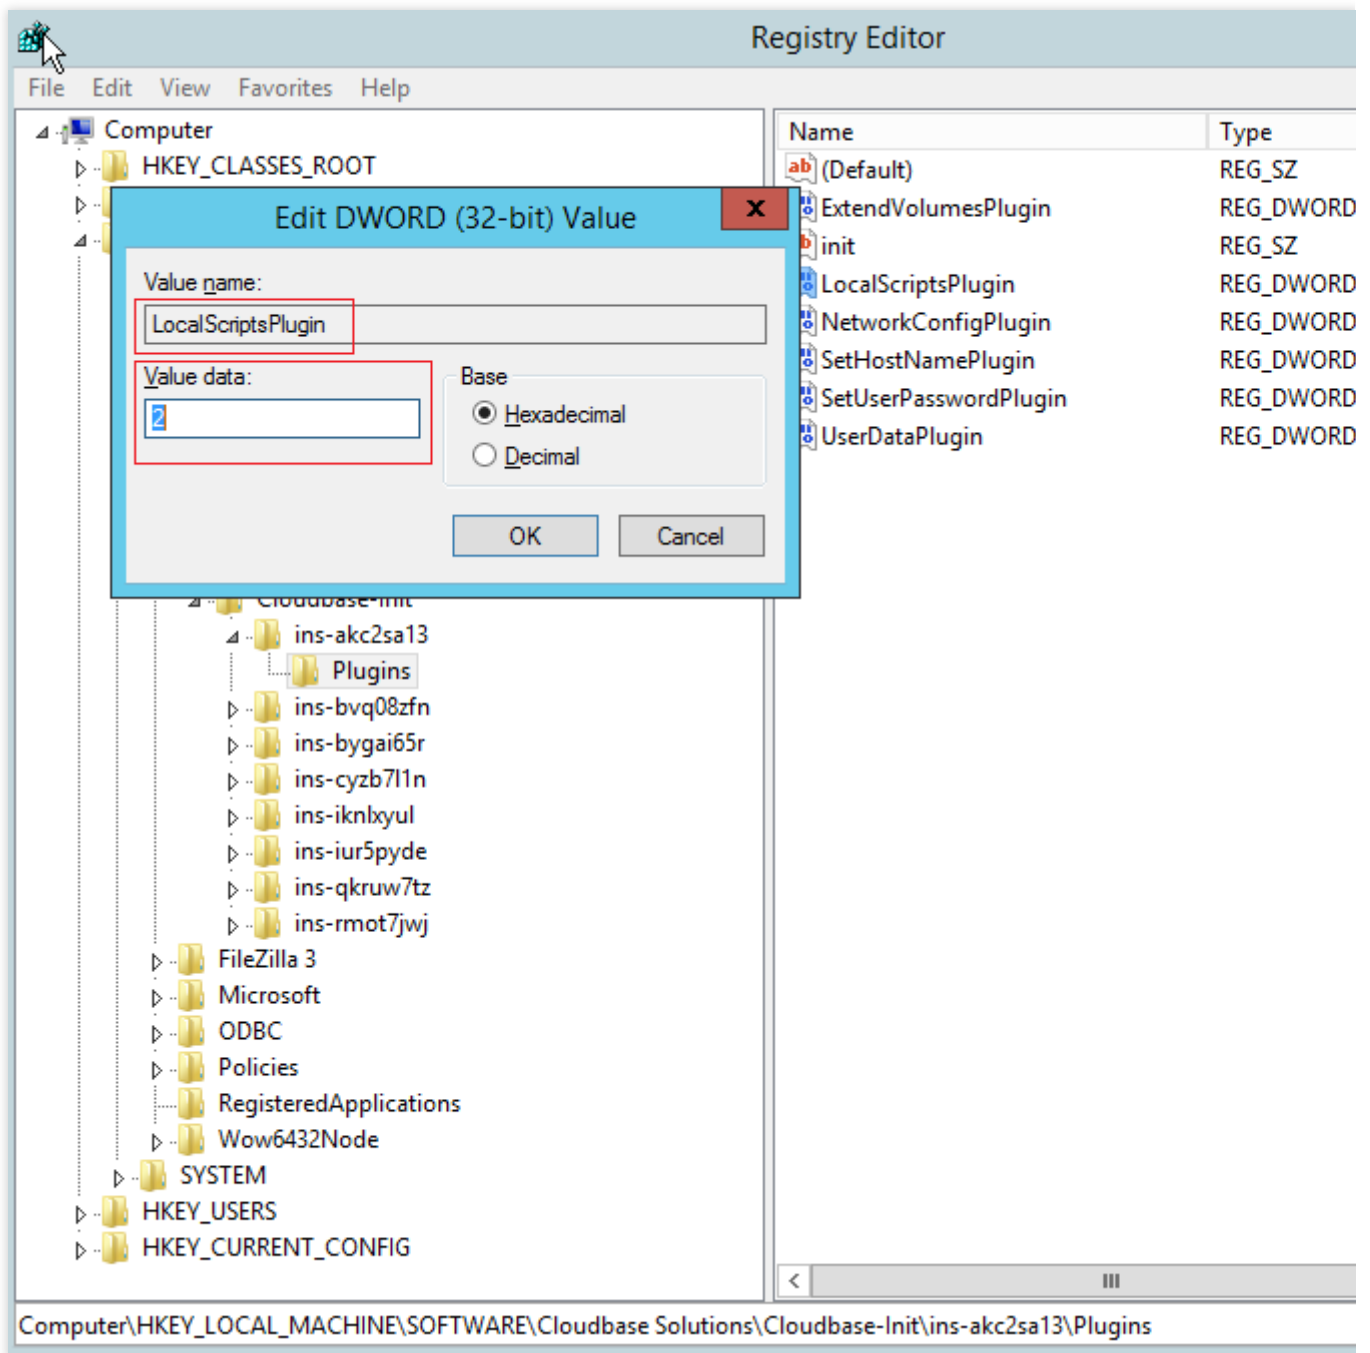 Registry Editor
File Edit View Favorites Help
Computer
HKEY_CLASSES_ROOT
Edit DWORD (32-bit) Value
x
Value name:
LocalScriptsPlugin
Value data:
2
Base
Hexadecimal
Decimal
OK Cancel
Cloudbase-Init
ins-akc2sa13
Plugins
ins-bvq08zfn
ins-bygai65r
ins-cyzb7l1n
ins-iknlxyul
ins-iur5pyde
ins-qkruw7tz
ins-rmot7jwj
FileZilla 3
Microsoft
ODBC
Policies
RegisteredApplications
Wow6432Node
SYSTEM
HKEY_USERS
HKEY_CURRENT_CONFIG
Name Type
(Default) REG_SZ
ExtendVolumesPlugin REG_DWORD
init REG_SZ
LocalScriptsPlugin REG_DWORD
NetworkConfigPlugin REG_DWORD
SetHostNamePlugin REG_DWORD
SetUserPasswordPlugin REG_DWORD
UserDataPlugin REG_DWORD
Computer\HKEY_LOCAL_MACHINE\SOFTWARE\Cloudbase Solutions\Cloudbase-Init\ins-akc2sa13\Plugins